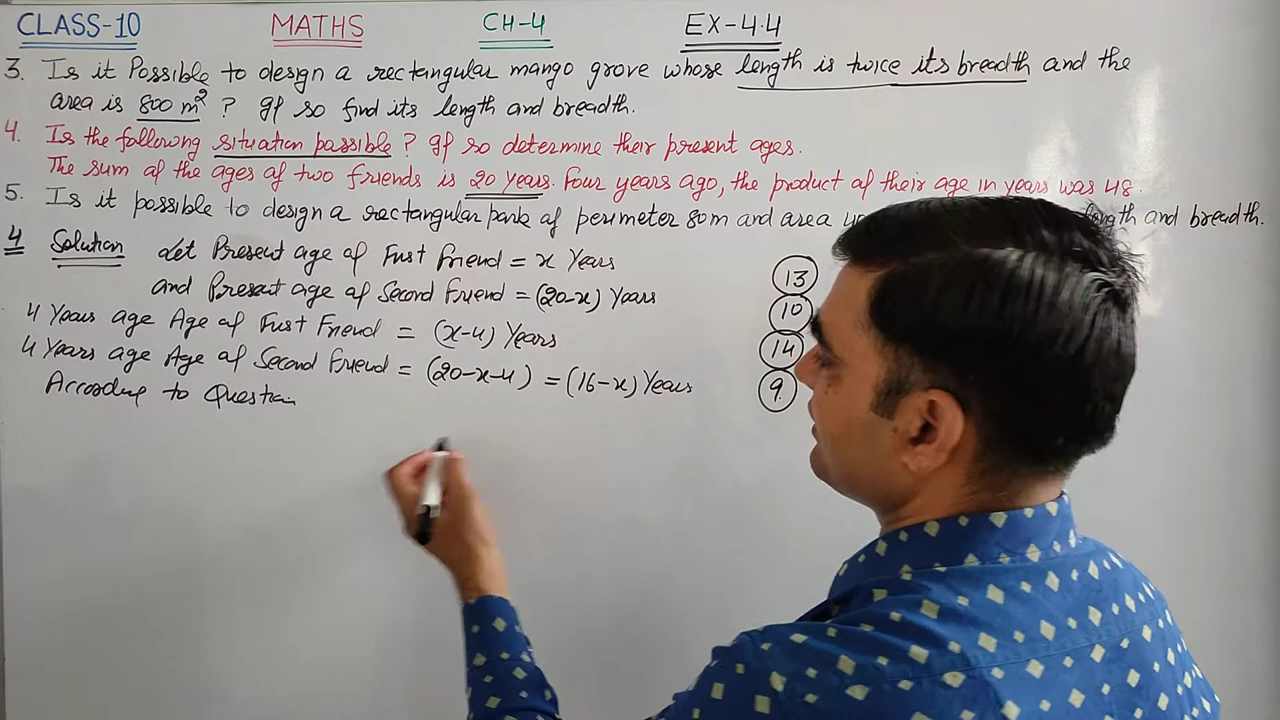 CLASS-10 MATHS CH-4 EX-4.4
3. Is it Possible to design a rectangular mango grove whose length is twice its breadth and the
area is 800 m² ? If so find its length and breadth.
4. Is the following situation possible ? If so determine their present ages.
The sum of the ages of two friends is 20 years. Four years ago, the product of their age in years was 48.
5. Is it possible to design a rectangular park of perimeter 80m and area length and breadth.
4 Solution Let Present age of First friend = x Years
and Present age of Second Friend = (20-x) Years
4 Years age Age of First Friend = (x-4) Years
4 Years age Age of Second Friend = (20-x-4) = (16-x) Years
According to Question
13
10
14
9